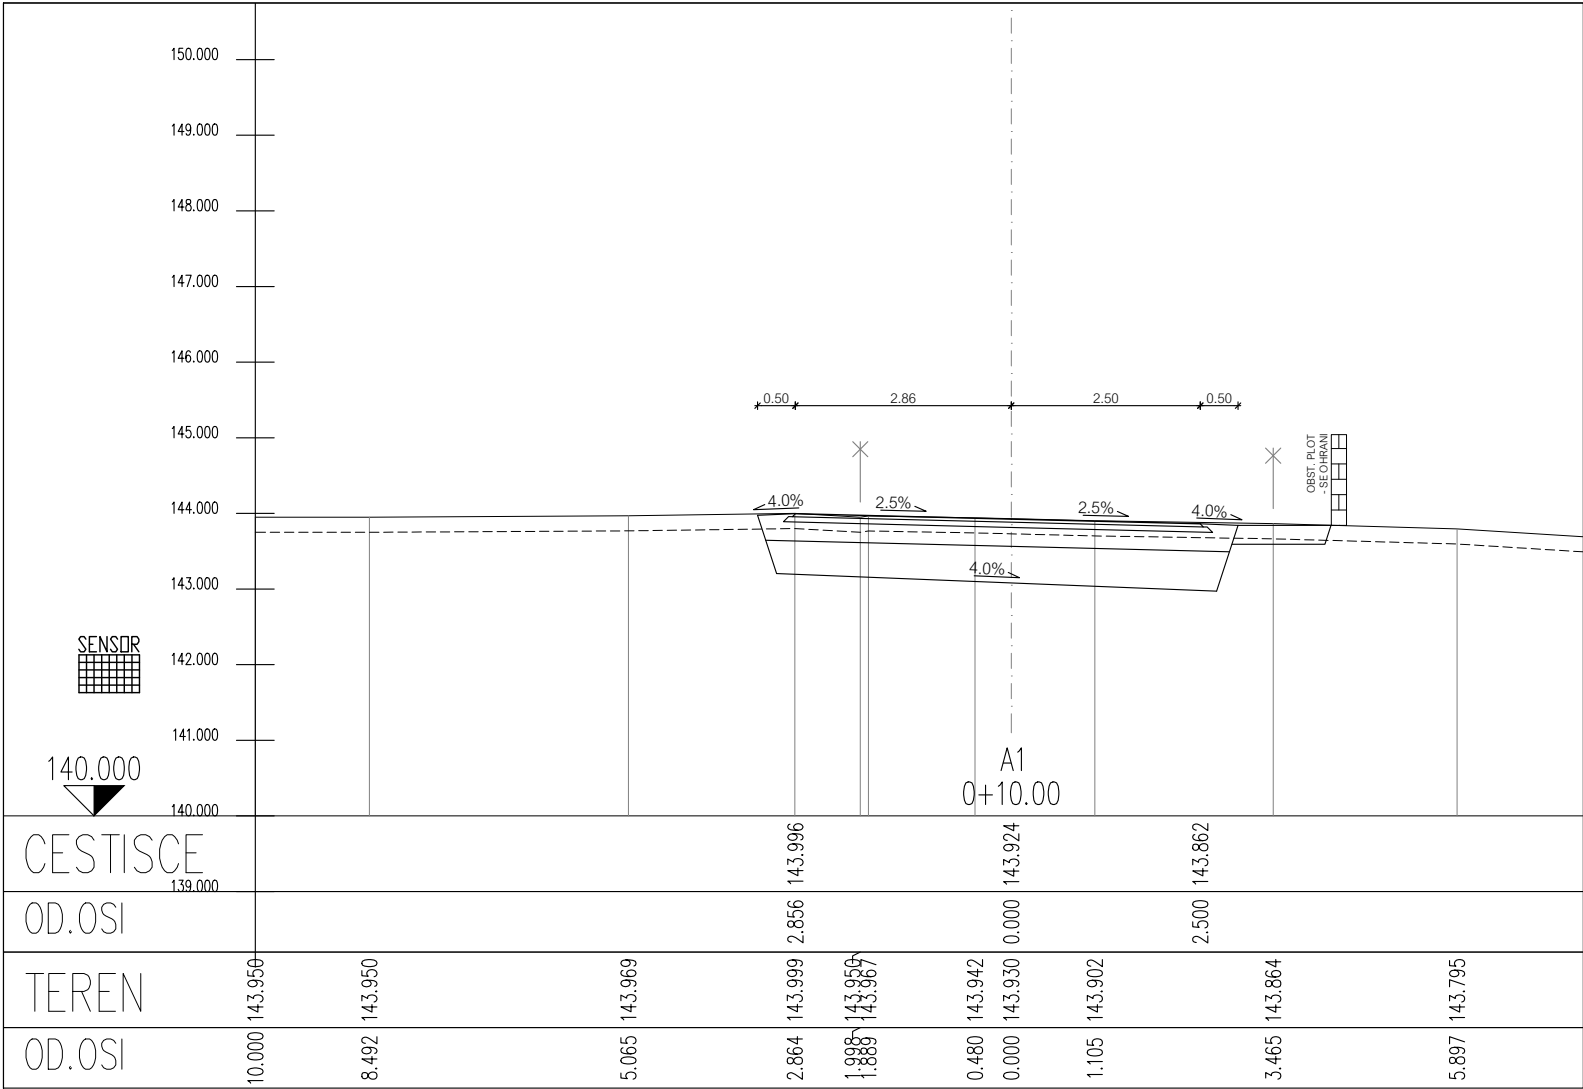 150.000
149.000
148.000
147.000
146.000
145.000
144.000
143.000
142.000
141.000
140.000
139.000
0.50 2.86 2.50 0.50
OBST. PLOT
- SE OHRANI
4.0% 2.5% 2.5% 4.0%
4.0%
SENSOR
140.000
A1
0+10.00
CESTISCE 143.996 143.924 143.862
OD.OSI 2.856 0.000 2.500
TEREN 143.950 143.950 143.969 143.999 143.950 143.967 143.942 143.930 143.902 143.864 143.795
OD.OSI 10.000 8.492 5.065 2.864 1.998 1.889 0.480 0.000 1.105 3.465 5.897